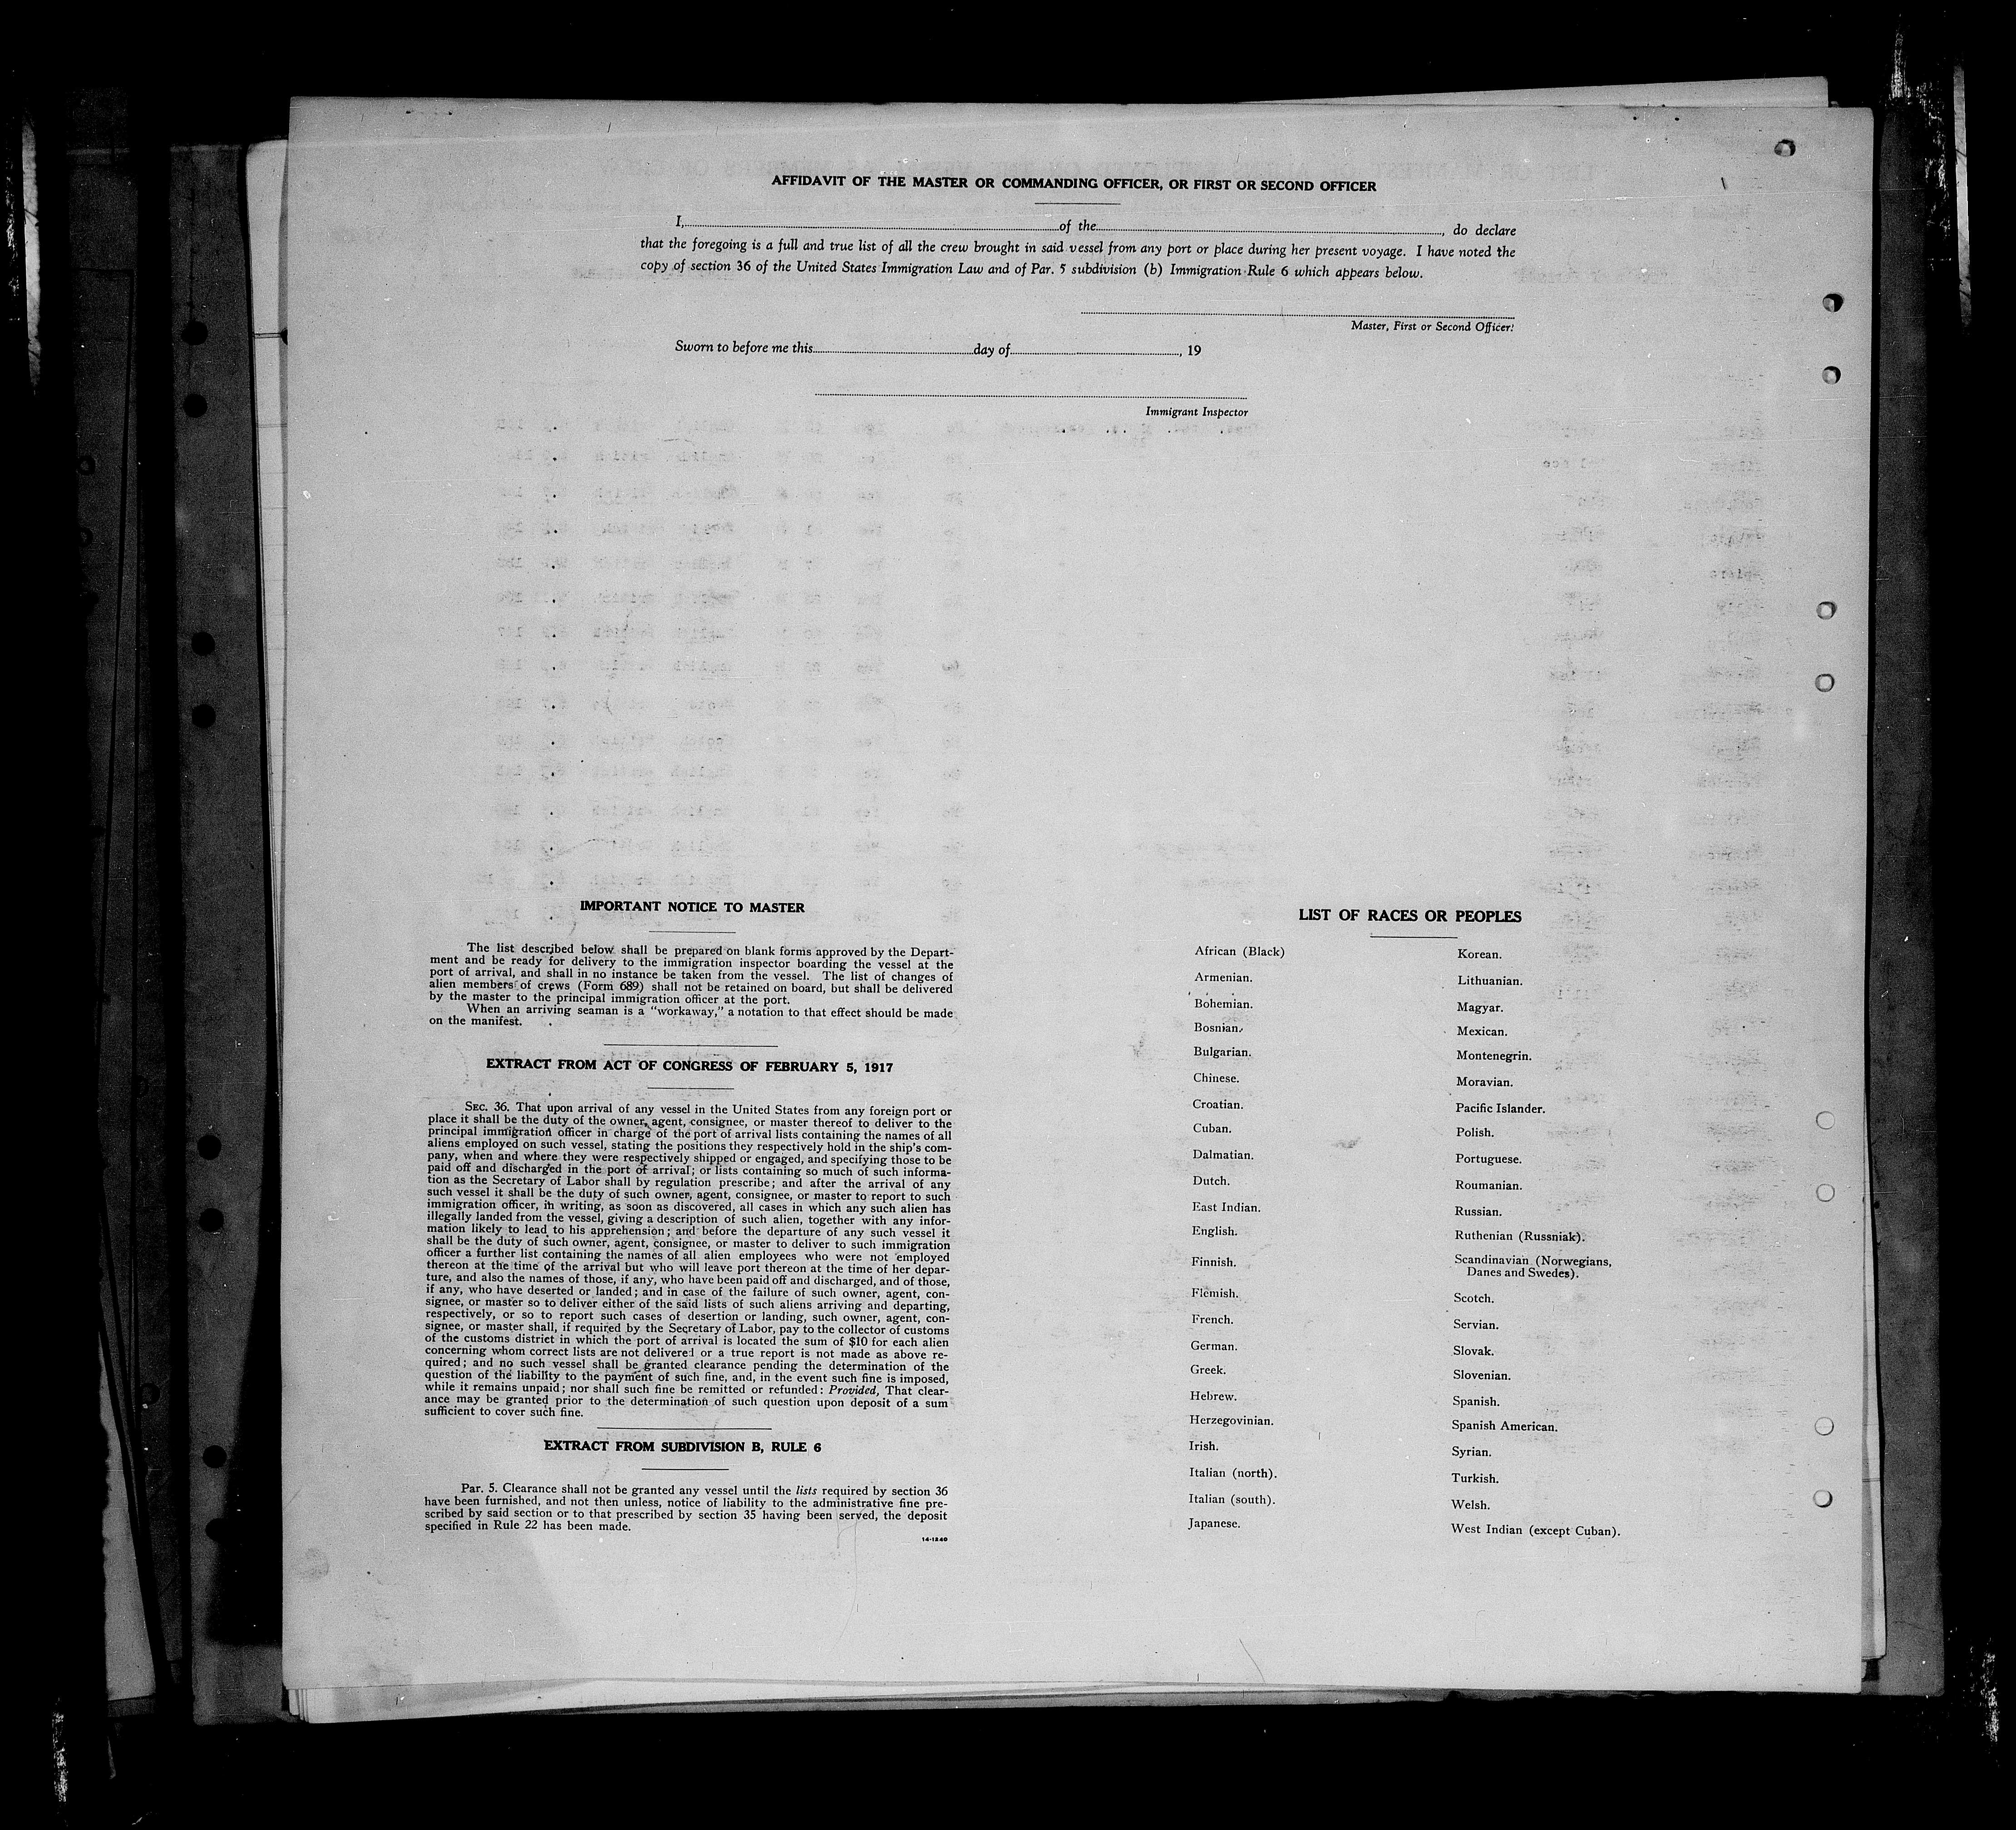 AFFIDAVIT OF THE MASTER OR COMMANDING OFFICER, OR FIRST OR SECOND OFFICER
I, of the , do declare
that the foregoing is a full and true list of all the crew brought in said vessel from any port or place during her present voyage. I have noted the
copy of section 36 of the United States Immigration Law and of Par. 5 subdivision (b) Immigration Rule 6 which appears below.
Master, First or Second Officer.
Sworn to before me this day of , 19
Immigrant Inspector
IMPORTANT NOTICE TO MASTER
The list described below shall be prepared on blank forms approved by the Depart-
ment and be ready for delivery to the immigration inspector boarding the vessel at the
port of arrival, and shall in no instance be taken from the vessel. The list of changes of
alien members of crews (Form 689) shall not be retained on board, but shall be delivered
by the master to the principal immigration officer at the port.
When an arriving seaman is a "workaway," a notation to that effect should be made
on the manifest.
EXTRACT FROM ACT OF CONGRESS OF FEBRUARY 5, 1917
SEC. 36. That upon arrival of any vessel in the United States from any foreign port or
place it shall be the duty of the owner, agent, consignee, or master thereof to deliver to the
principal immigration officer in charge of the port of arrival lists containing the names of all
aliens employed on such vessel, stating the positions they respectively hold in the ship's com-
pany, when and where they were respectively shipped or engaged, and specifying those to be
paid off and discharged in the port of arrival; or lists containing so much of such informa-
tion as the Secretary of Labor shall by regulation prescribe; and after the arrival of any
such vessel it shall be the duty of such owner, agent, consignee, or master to report to such
immigration officer, in writing, as soon as discovered, all cases in which any such alien has
illegally landed from the vessel, giving a description of such alien, together with any infor-
mation likely to lead to his apprehension; and before the departure of any such vessel it
shall be the duty of such owner, agent, consignee, or master to deliver to such immigration
officer a further list containing the names of all alien employees who were not employed
thereon at the time of the arrival but who will leave port thereon at the time of her depar-
ture, and also the names of those, if any, who have been paid off and discharged, and of those,
if any, who have deserted or landed; and in case of the failure of such owner, agent, con-
signee, or master so to deliver either of the said lists of such aliens arriving and departing,
respectively, or so to report such cases of desertion or landing, such owner, agent, con-
signee, or master shall, if required by the Secretary of Labor, pay to the collector of customs
of the customs district in which the port of arrival is located the sum of $10 for each alien
concerning whom correct lists are not delivered or a true report is not made as above re-
quired; and no such vessel shall be granted clearance pending the determination of the
question of the liability to the payment of such fine, and, in the event such fine is imposed,
while it remains unpaid; nor shall such fine be remitted or refunded: Provided, That clear-
ance may be granted prior to the determination of such question upon deposit of a sum
sufficient to cover such fine.
EXTRACT FROM SUBDIVISION B, RULE 6
Par. 5. Clearance shall not be granted any vessel until the lists required by section 36
have been furnished, and not then unless, notice of liability to the administrative fine pre-
scribed by said section or to that prescribed by section 35 having been served, the deposit
specified in Rule 22 has been made.
14-1240
LIST OF RACES OR PEOPLES
African (Black)
Armenian.
Bohemian.
Bosnian.
Bulgarian.
Chinese.
Croatian.
Cuban.
Dalmatian.
Dutch.
East Indian.
English.
Finnish.
Flemish.
French.
German.
Greek.
Hebrew.
Herzegovinian.
Irish.
Italian (north).
Italian (south).
Japanese.
Korean.
Lithuanian.
Magyar.
Mexican.
Montenegrin.
Moravian.
Pacific Islander.
Polish.
Portuguese.
Roumanian.
Russian.
Ruthenian (Russniak).
Scandinavian (Norwegians,
Danes and Swedes).
Scotch.
Servian.
Slovak.
Slovenian.
Spanish.
Spanish American.
Syrian.
Turkish.
Welsh.
West Indian (except Cuban).